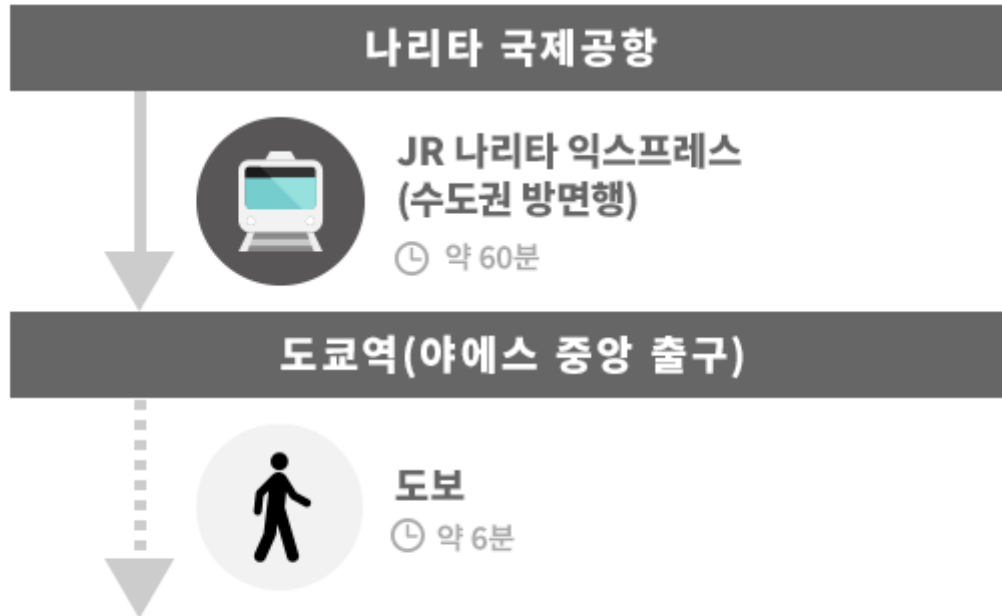 나리타 국제공항
JR 나리타 익스프레스
(수도권 방면행)
약 60분
도쿄역(야에스 중앙 출구)
도보
약 6분